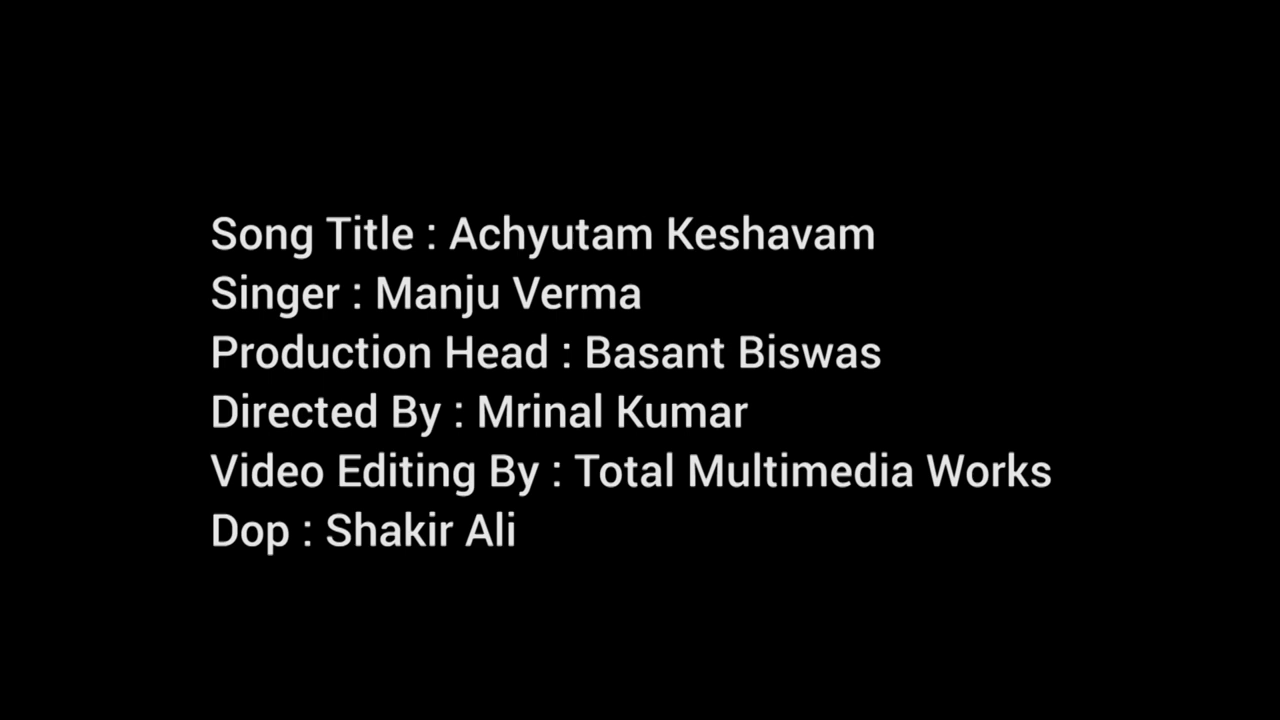 Song Title : Achyutam Keshavam
Singer : Manju Verma
Production Head : Basant Biswas
Directed By : Mrinal Kumar
Video Editing By : Total Multimedia Works
Dop : Shakir Ali